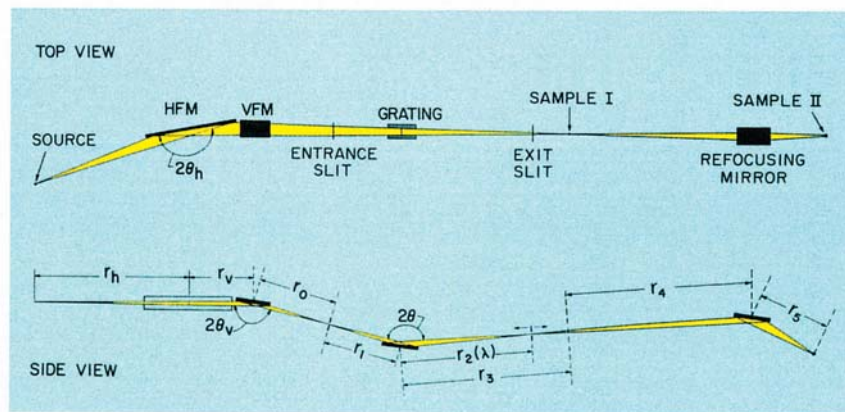 TOP VIEW
HFM
VFM
GRATING
SAMPLE I
SAMPLE II
SOURCE
2θh
ENTRANCE
SLIT
EXIT
SLIT
REFOCUSING
MIRROR
rh
rv
r0
2θv
2θ
r1
r2(λ)
r3
r4
r5
SIDE VIEW